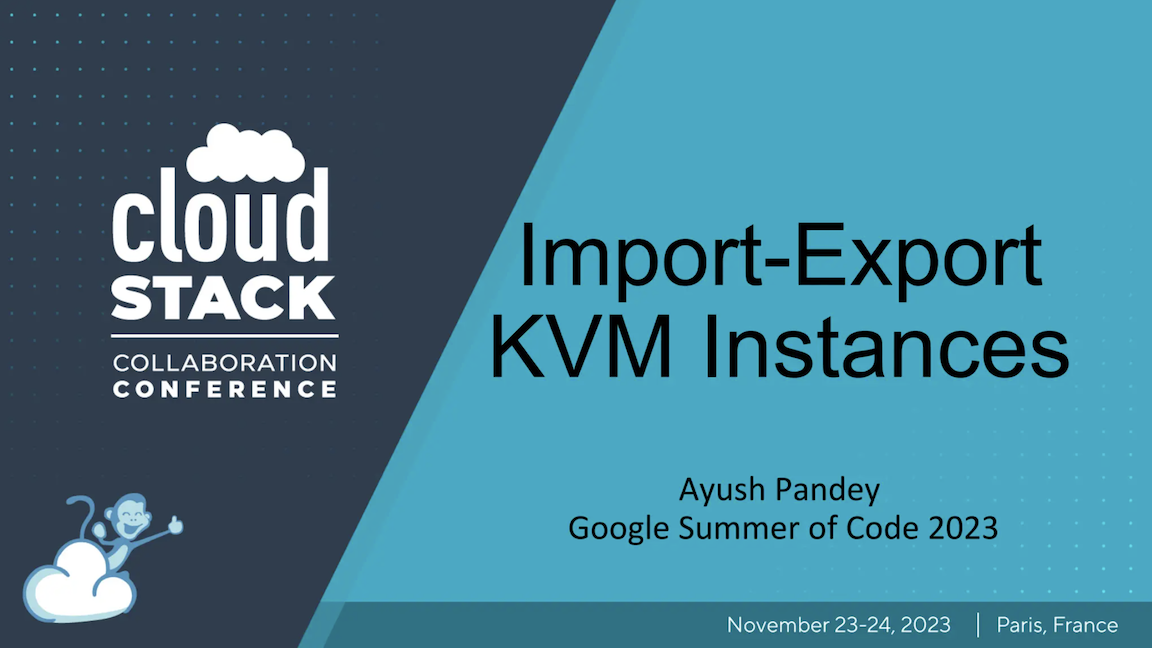 cloud
STACK
COLLABORATION
CONFERENCE
Import-Export
KVM Instances
Ayush Pandey
Google Summer of Code 2023
November 23-24, 2023 | Paris, France